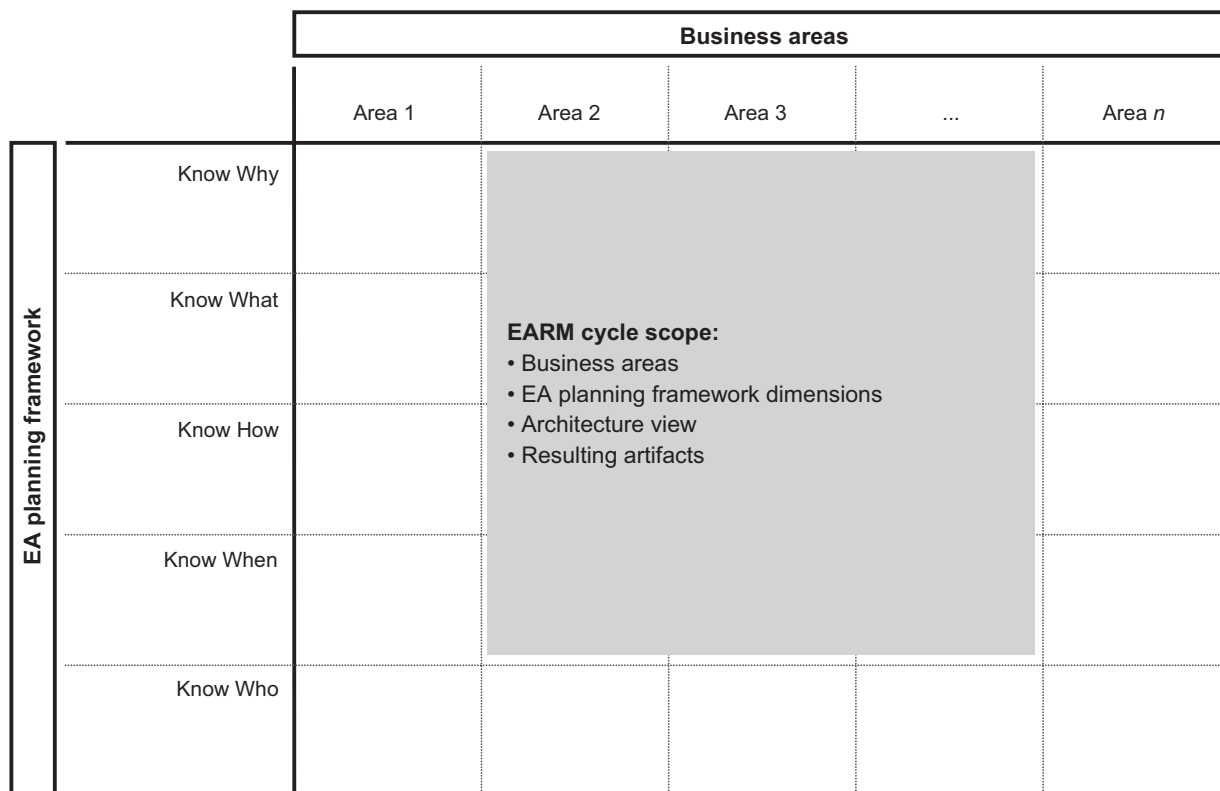 Business areas
Area 1
Area 2
Area 3
...
Area n
EA planning framework
Know Why
Know What
Know How
Know When
Know Who
EARM cycle scope:
• Business areas
• EA planning framework dimensions
• Architecture view
• Resulting artifacts